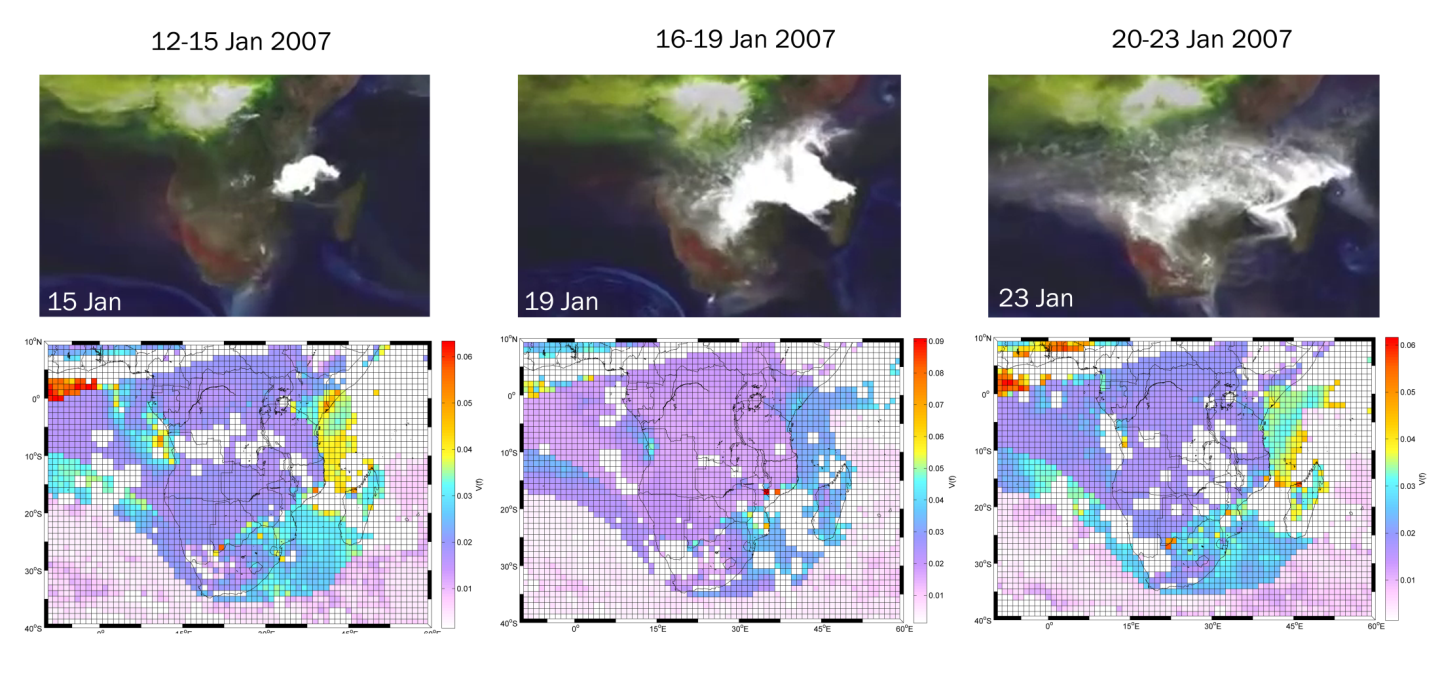 12-15 Jan 2007
16-19 Jan 2007
20-23 Jan 2007
15 Jan
19 Jan
23 Jan
10°N
0°
10°S
20°S
30°S
40°S
0.06
0.05
0.04
0.03
0.02
0.01
V(f)
10°N
0°
10°S
20°S
30°S
40°S
0°
15°E
30°E
45°E
60°E
0.09
0.08
0.07
0.06
0.05
0.04
0.03
0.02
0.01
V(f)
10°N
0°
10°S
20°S
30°S
40°S
0°
15°E
30°E
45°E
60°E
0.06
0.05
0.04
0.03
0.02
0.01
V(f)